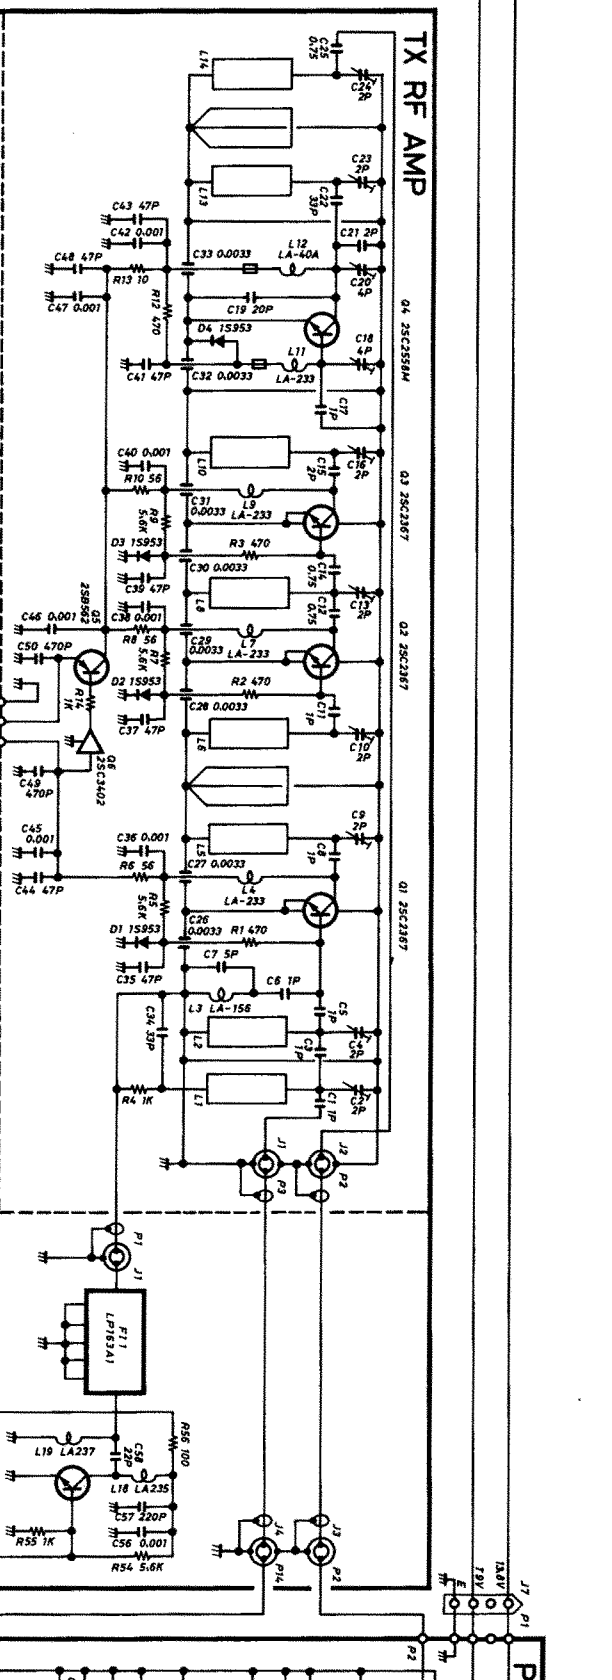 TX RF AMP
C25
0.75
L14
C24
2P
C23
2P
C22
33P
L13
C43 47P
C42 0.001
C21 2P
L12
LA-40A
C33 0.0033
C48 47P
R13 10
C20
4P
C47 0.001
R12 470
C19 20P
D4 1S953
Q4 2SC2558M
C18
4P
L11
LA-233
C41 47P
C32 0.0033
C17
1P
C40 0.001
L10
C15
2P
C16
2P
R10 56
C31
0.0033
L9
LA-233
Q3 2SC2367
R9
5.6K
D3 1S953
R3 470
C30 0.0033
C14
0.75
C39 47P
L8
C12
0.75
C13
2P
Q5
2SB562
C38 0.001
C46 0.001
R8 56
C29
0.0033
L7
LA-233
Q2 2SC2367
C50 470P
R7
5.6K
R14
1K
D2 1S953
R2 470
C28 0.0033
C11
1P
C37 47P
L6
C10
2P
Q6
2SC3402
C49
470P
C9
2P
C45
0.001
C36 0.001
L5
C8
1P
R6 56
C27 0.0033
C44 47P
L4
LA-233
Q1 2SC2367
R5
5.6K
C26
0.0033
D1 1S953
R1 470
C7 5P
C35 47P
C6 1P
L3 LA-156
C5
1P
C34 33P
L2
C3
1P
C4
2P
R4 1K
L1
C1 1P
C2
2P
J1
P3
J2
P2
P1
J1
FI1
LP163A1
R56 100
L19 LA237
C58
22P
L18 LA235
C57 220P
R55 1K
C56 0.001
R54 5.6K
J4
P14
J3
P2
E
T9V
13.8V
J7
P1
P2
P